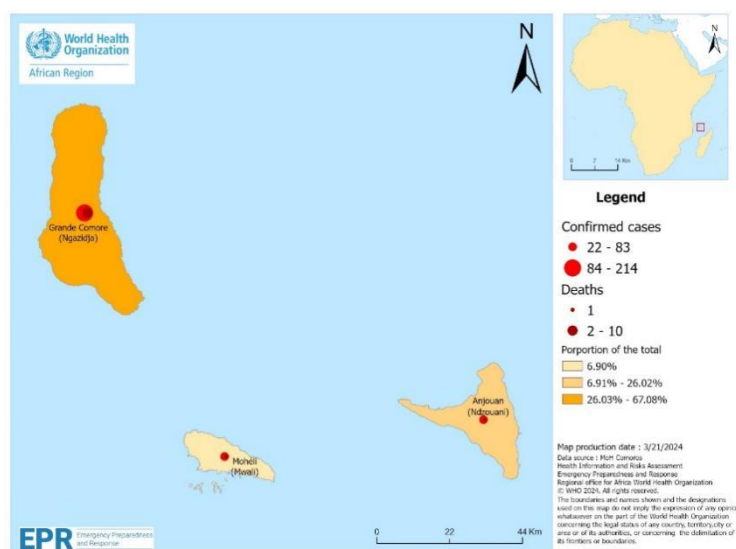 World Health
Organization
African Region
N
Grande Comore
(Ngazidja)
Moheli
(Mwali)
Anjouan
(Ndzouani)
EPR
Emergency Preparedness
and Response
0 22 44 Km
N
Legend
Confirmed cases
22 - 83
84 - 214
Deaths
1
2 - 10
Porportion of the total
6.90%
6.91% - 26.02%
26.03% - 67.08%
Map production date : 3/21/2024
Data source : MoH Comoros
Health Information and Risks Assessment
Emergency Preparedness and Response
Regional office for Africa World Health Organization
© WHO 2024. All rights reserved.
The boundaries and names shown and the designations
used on this map do not imply the expression of any opinio
whatsoever on the part of the World Health Organization
concerning the legal status of any country, territory,city or
area or of its authorities, or concerning the delimitation of
its frontiers or boundaries.